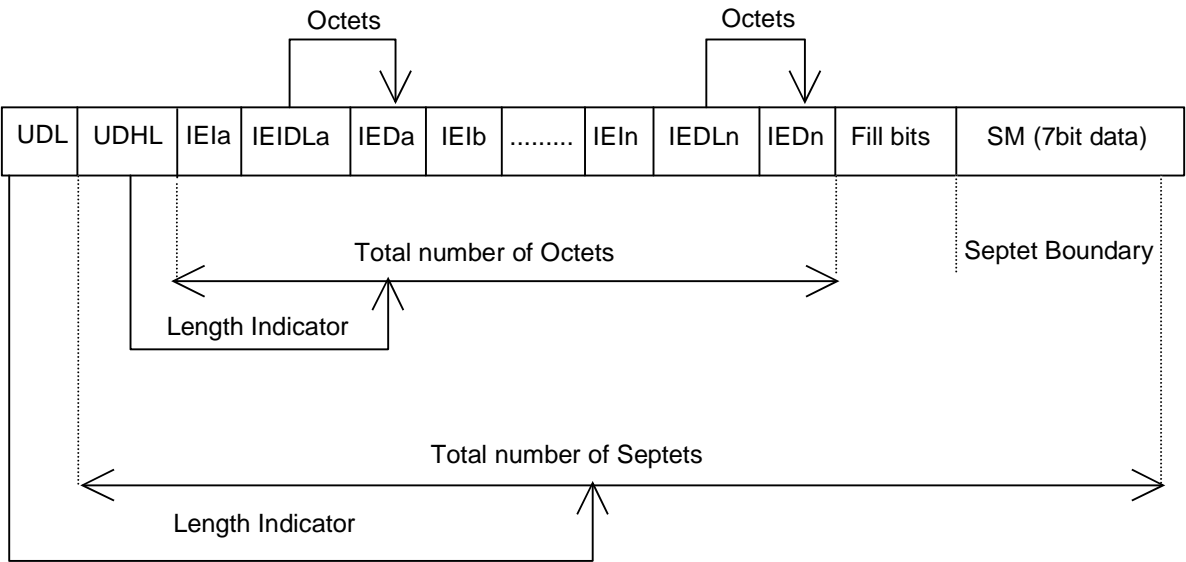 Octets Octets
UDL UDHL IEIa IEIDLa IEDa IEIb ......... IEIn IEDLn IEDn Fill bits SM (7bit data)
Total number of Octets
Septet Boundary
Length Indicator
Total number of Septets
Length Indicator